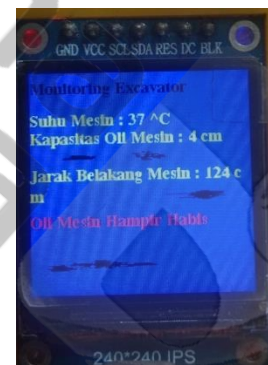 GND VCC SCL SDA RES DC BLK
Monitoring Excavator
Suhu Mesin : 37 ^C
Kapasitas Oli Mesin : 4 cm
Jarak Belakang Mesin : 124 c
m
Oli Mesin Hampir Habis
240*240 IPS